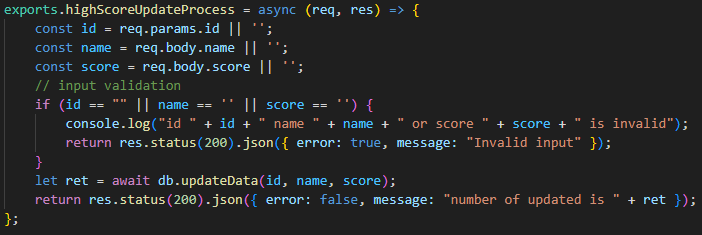 exports.highScoreUpdateProcess = async (req, res) => {
    const id = req.params.id || '';
    const name = req.body.name || '';
    const score = req.body.score || '';
    // input validation
    if (id == "" || name == '' || score == '') {
        console.log("id " + id + " name " + name + " or score " + score + " is invalid");
        return res.status(200).json({ error: true, message: "Invalid input" });
    }
    let ret = await db.updateData(id, name, score);
    return res.status(200).json({ error: false, message: "number of updated is " + ret });
};